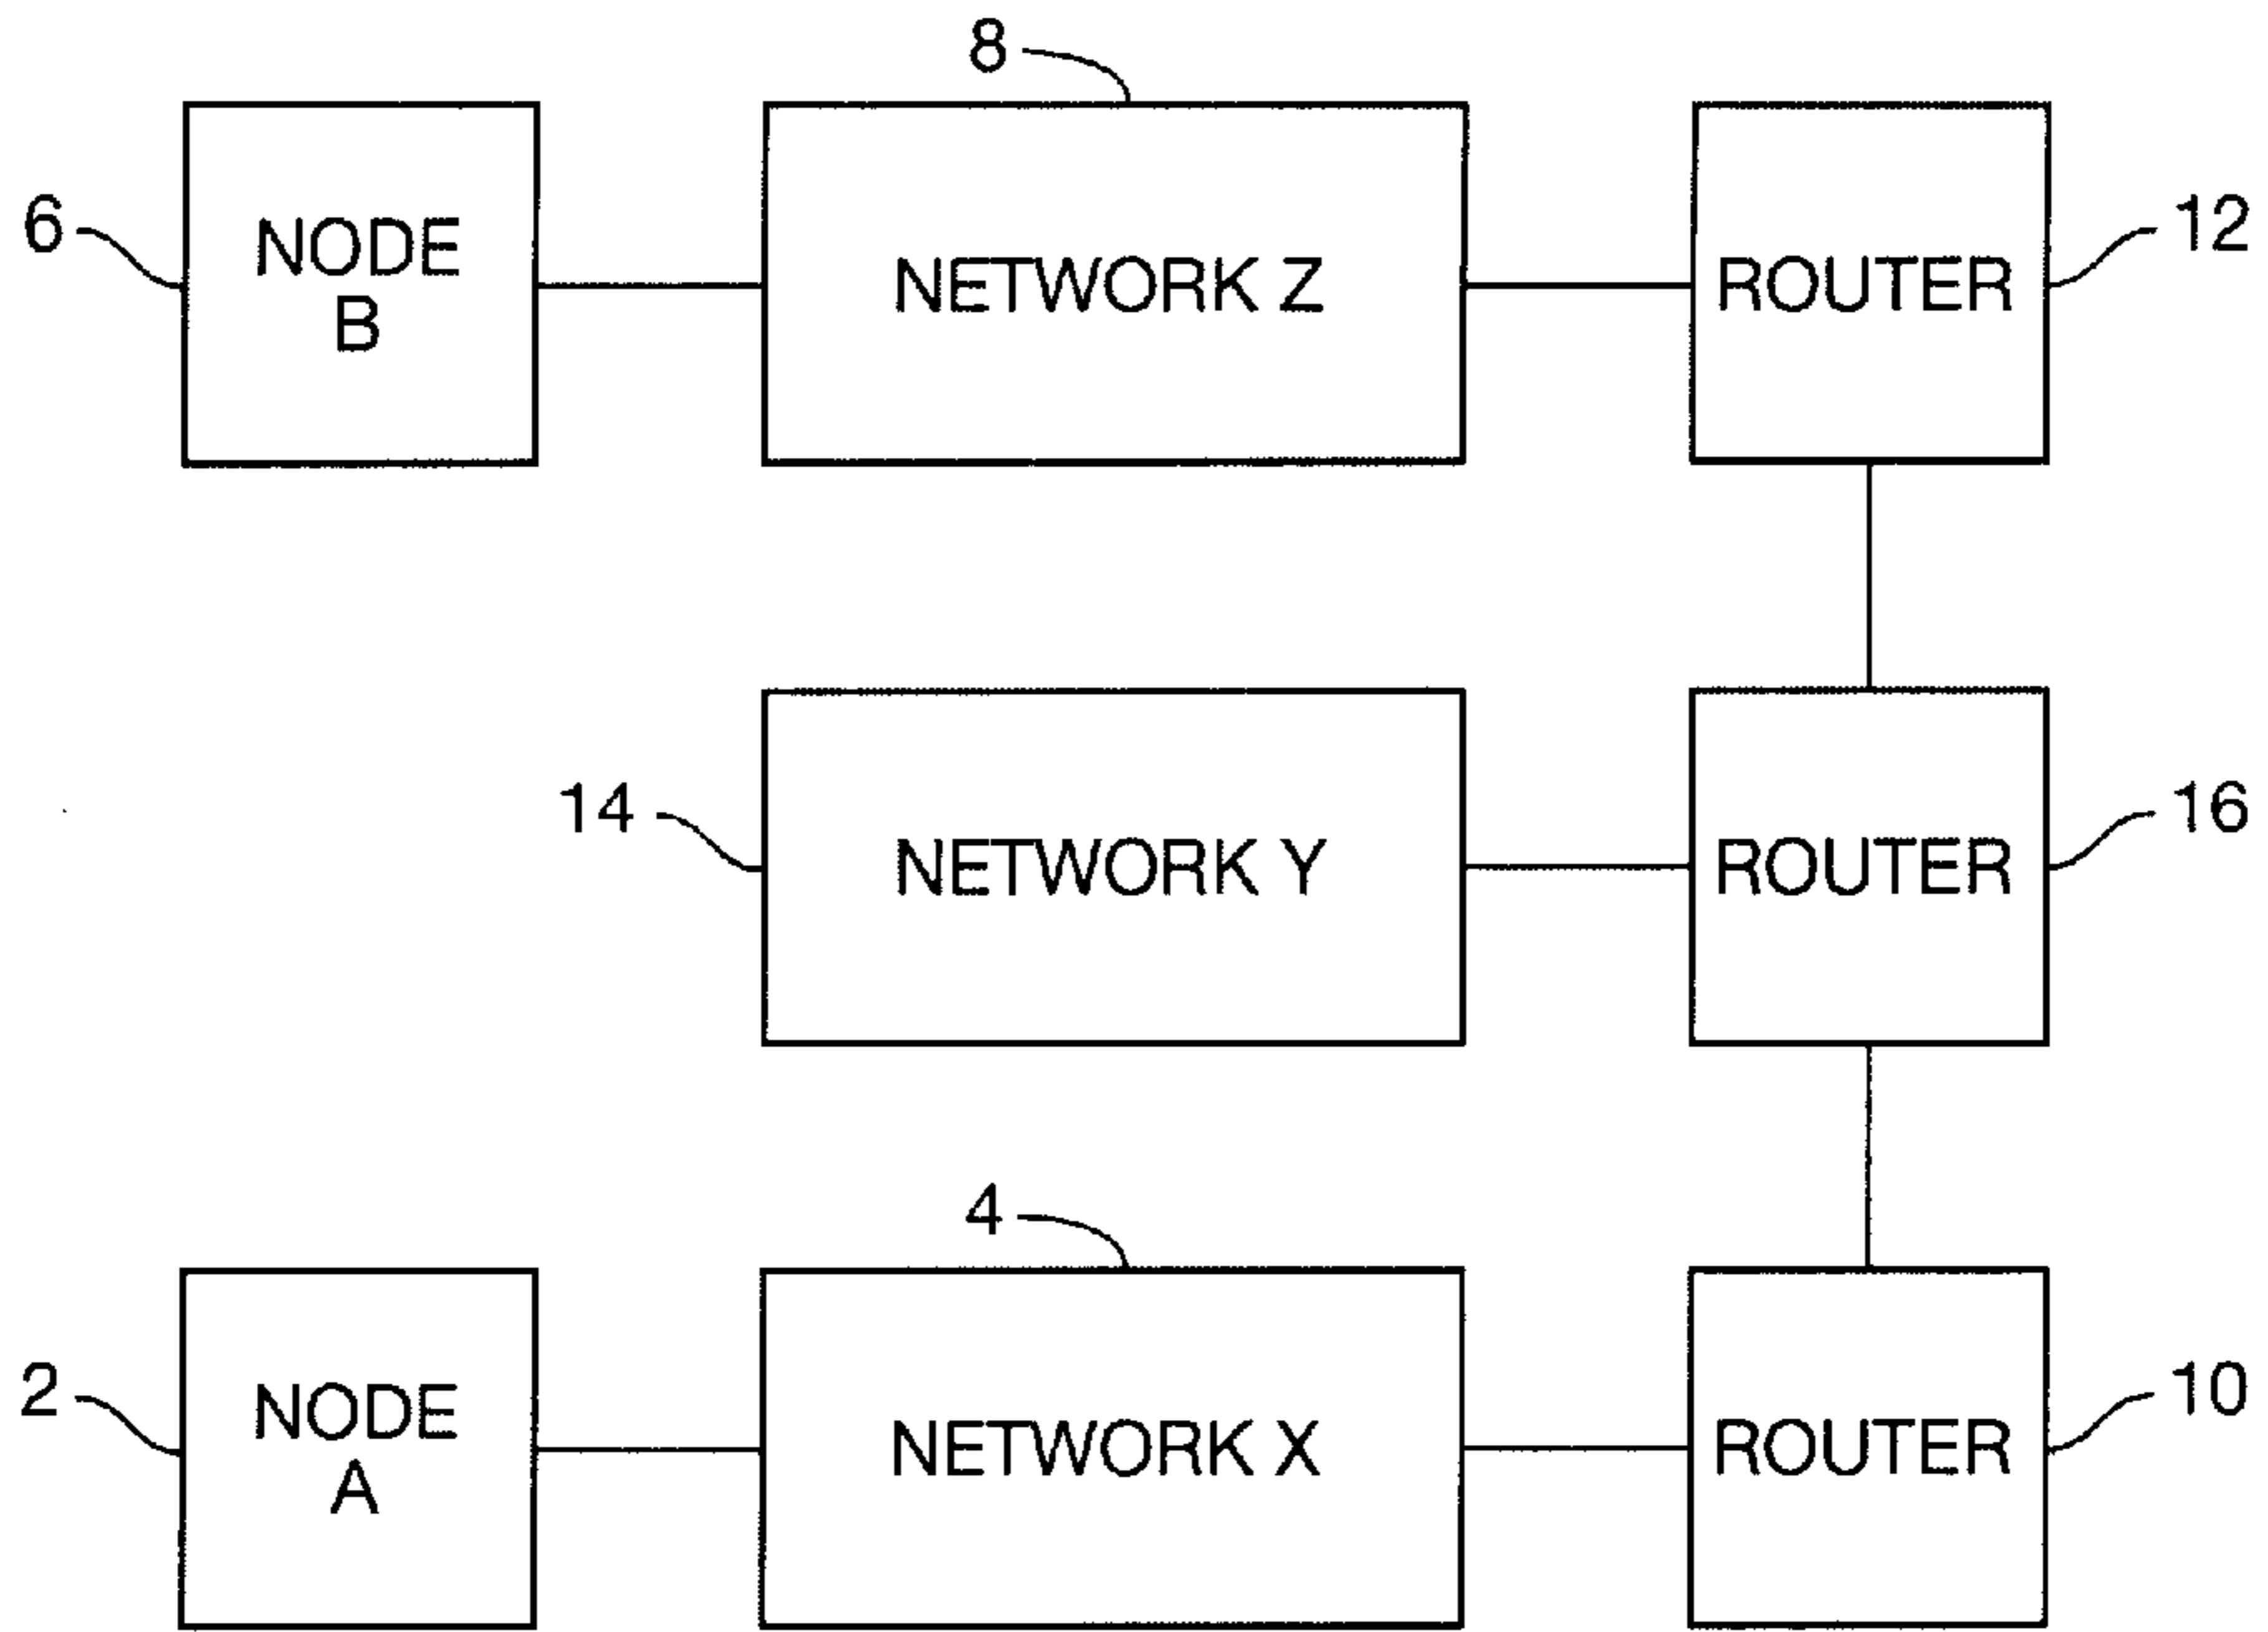 8
6
NODE
B
NETWORK Z
ROUTER
12
14
NETWORK Y
ROUTER
16
4
2
NODE
A
NETWORK X
ROUTER
10